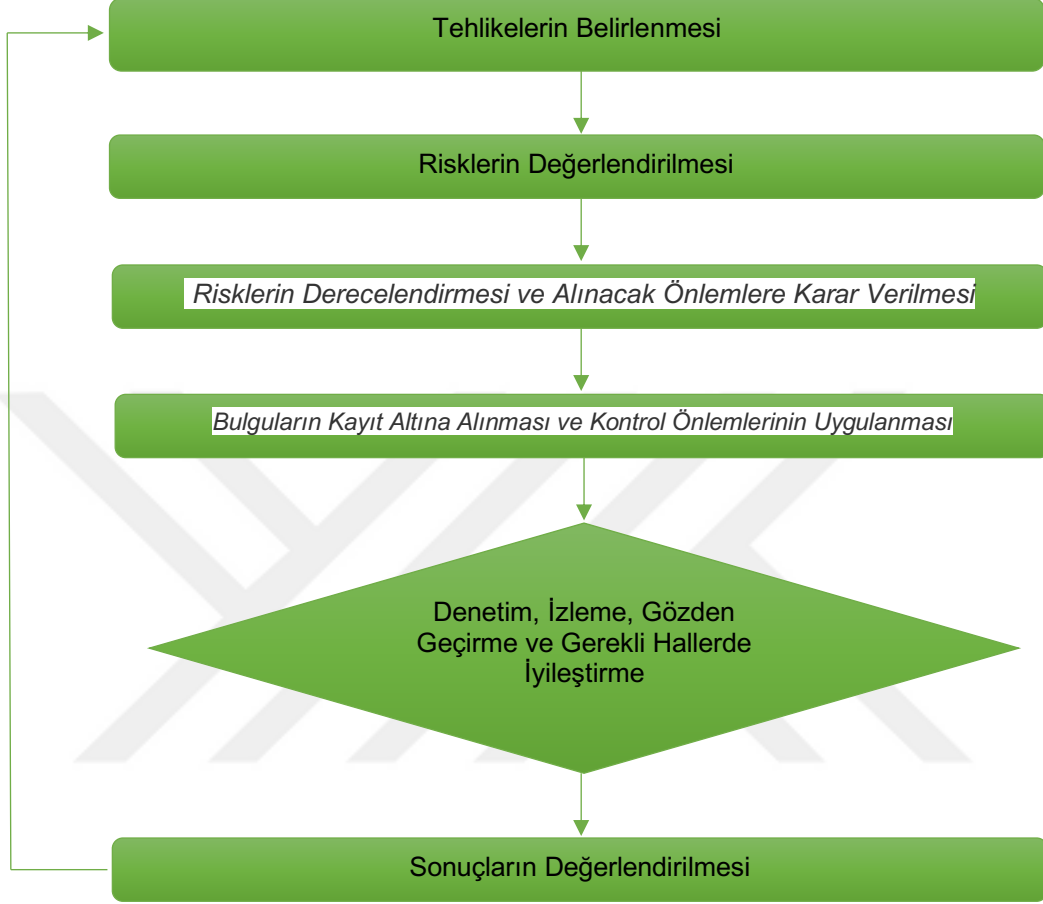 Tehlikelerin Belirlenmesi
Risklerin Değerlendirilmesi
Risklerin Derecelendirmesi ve Alınacak Önlemlere Karar Verilmesi
Bulguların Kayıt Altına Alınması ve Kontrol Önlemlerinin Uygulanması
Denetim, İzleme, Gözden
Geçirme ve Gerekli Hallerde
İyileştirme
Sonuçların Değerlendirilmesi